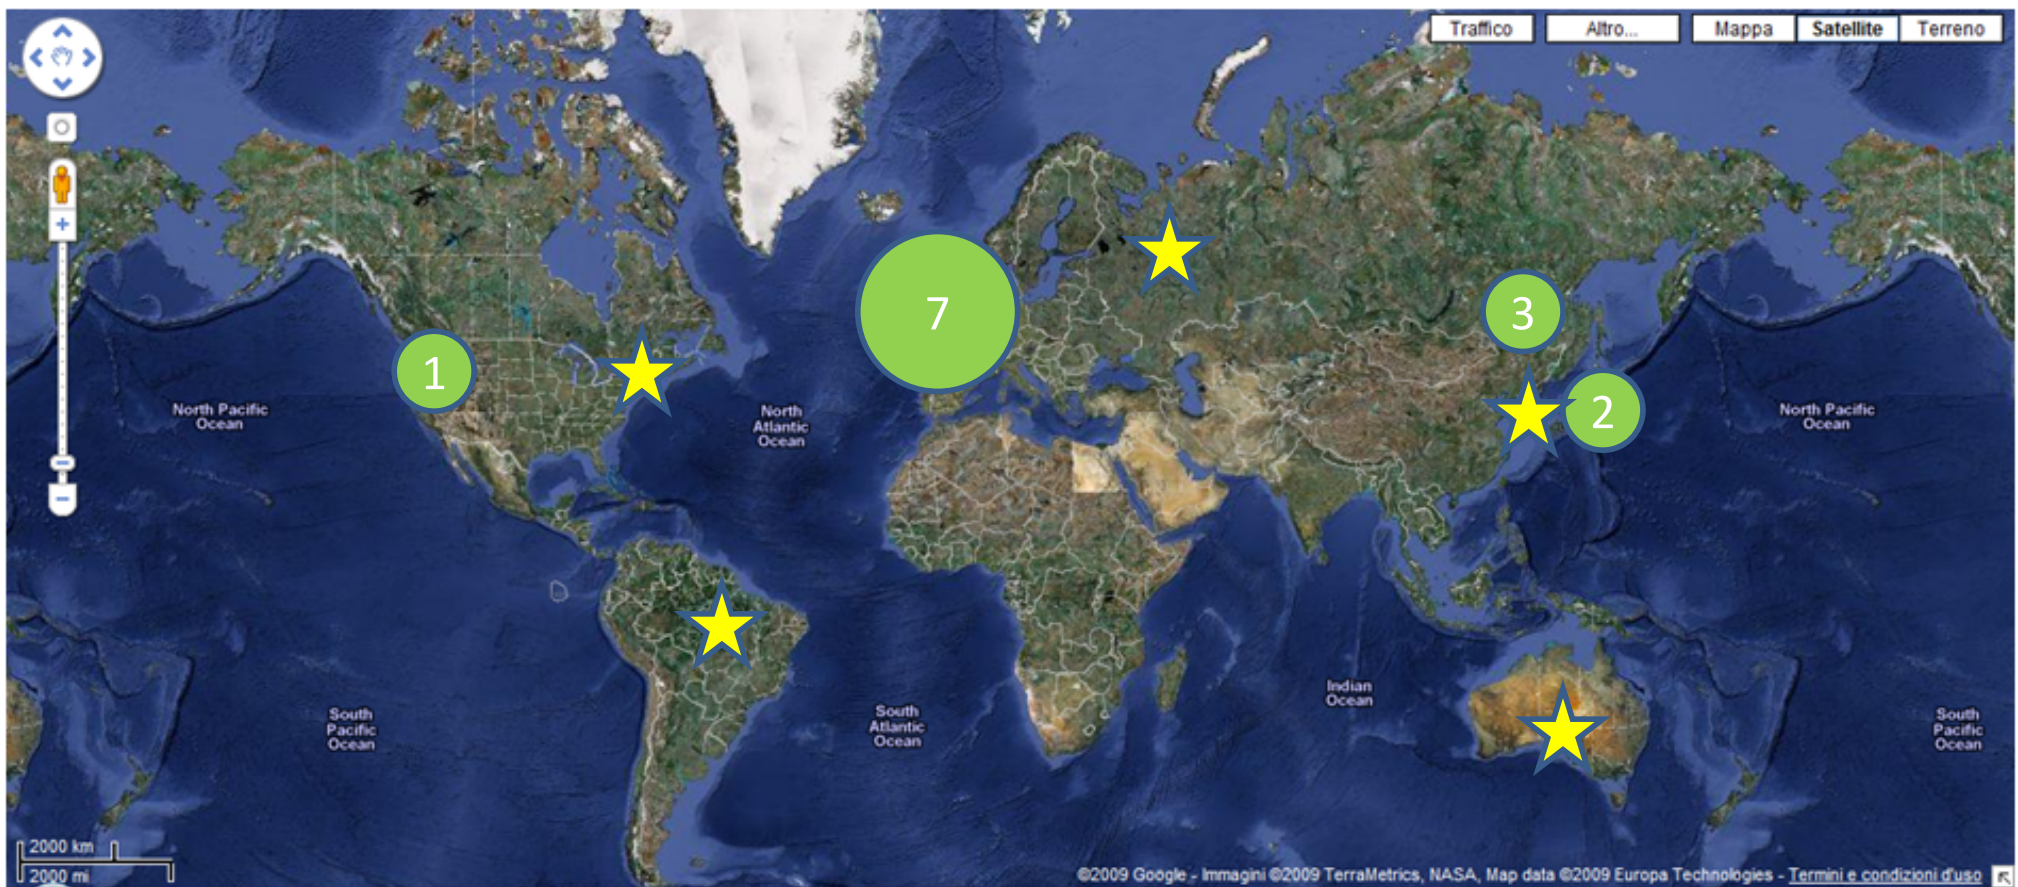 Traffico
Altro...
Mappa
Satellite
Terreno
7
3
1
2
North Pacific
Ocean
North
Atlantic
Ocean
North Pacific
Ocean
Indian
Ocean
South
Pacific
Ocean
South
Atlantic
Ocean
South
Pacific
Ocean
2000 km
2000 mi
©2009 Google - Immagini ©2009 TerraMetrics, NASA, Map data ©2009 Europa Technologies - Termini e condizioni d'uso